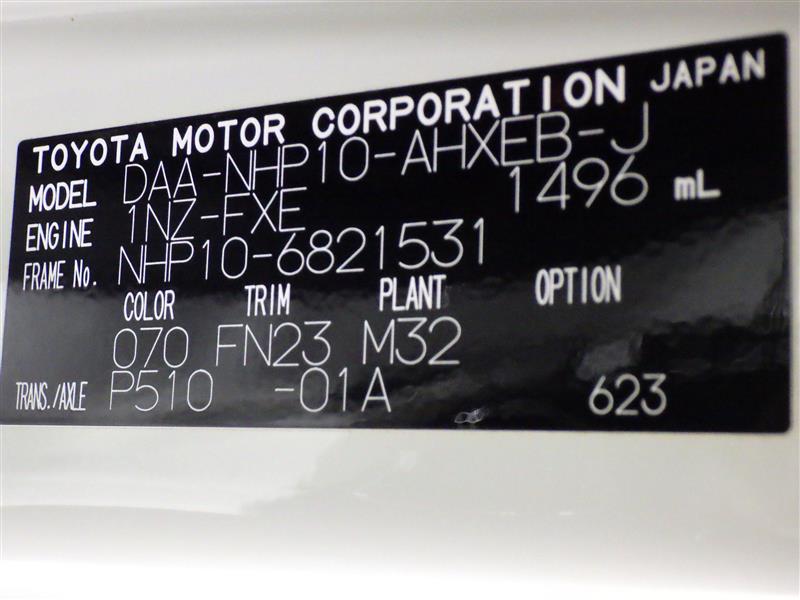 TOYOTA MOTOR CORPORATION JAPAN
MODEL DAA-NHP10-AHXEB-J
ENGINE 1NZ-FXE 1496 mL
FRAME No. NHP10-6821531
COLOR TRIM PLANT OPTION
070 FN23 M32
TRANS./AXLE P510 -01A 623